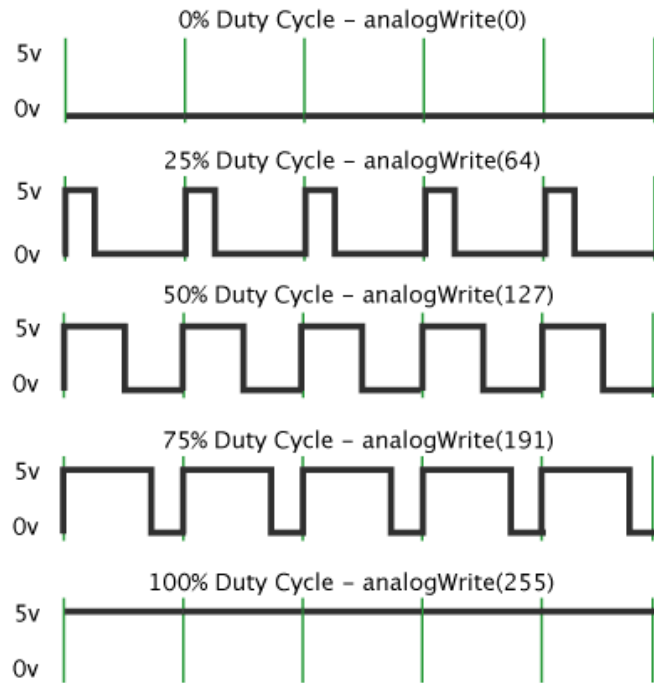 0% Duty Cycle – analogWrite(0)
5v
0v
25% Duty Cycle – analogWrite(64)
5v
0v
50% Duty Cycle – analogWrite(127)
5v
0v
75% Duty Cycle – analogWrite(191)
5v
0v
100% Duty Cycle – analogWrite(255)
5v
0v